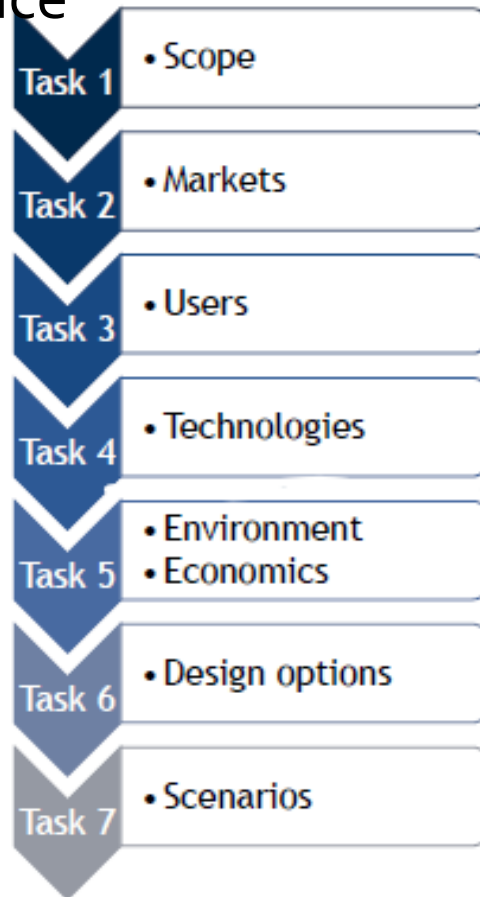 Task 1
• Scope
Task 2
• Markets
Task 3
• Users
Task 4
• Technologies
Task 5
• Environment
• Economics
Task 6
• Design options
Task 7
• Scenarios